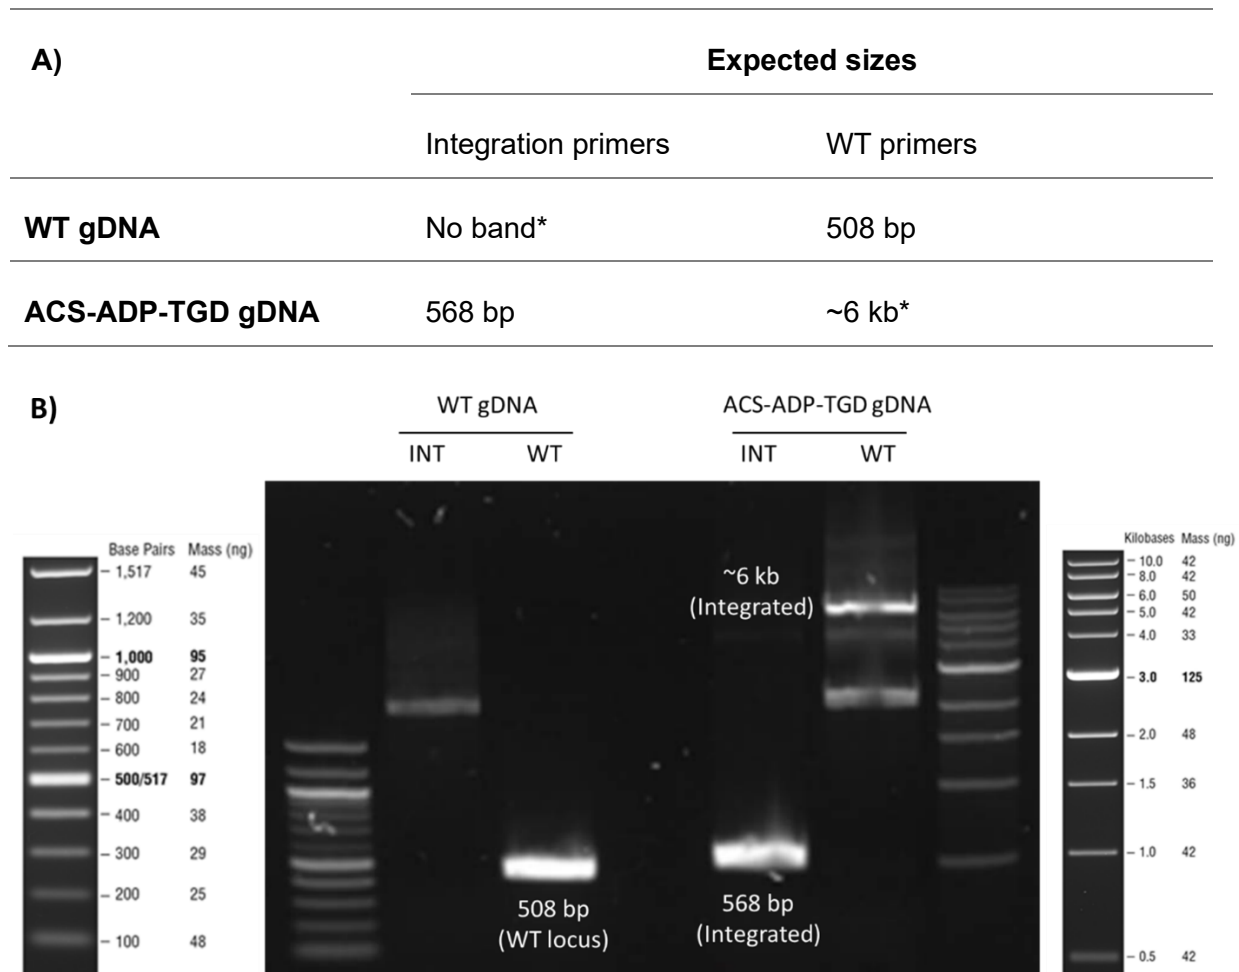 A) Expected sizes
Integration primers WT primers
WT gDNA No band* 508 bp
ACS-ADP-TGD gDNA 568 bp ~6 kb*
B)
WT gDNA ACS-ADP-TGD gDNA
INT WT INT WT
Base Pairs Mass (ng)
1,517 45
1,200 35
1,000 95
900 27
800 24
700 21
600 18
500/517 97
400 38
300 29
200 25
100 48
~6 kb
(Integrated)
508 bp
(WT locus)
568 bp
(Integrated)
Kilobases Mass (ng)
10.0 42
8.0 42
6.0 50
5.0 42
4.0 33
3.0 125
2.0 48
1.5 36
1.0 42
0.5 42